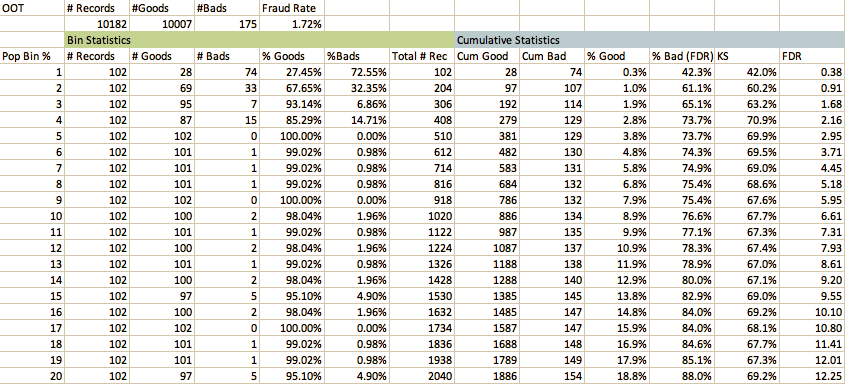 OOT # Records #Goods #Bads Fraud Rate
10182 10007 175 1.72%
Bin Statistics Cumulative Statistics
Pop Bin % # Records # Goods # Bads % Goods %Bads Total # Rec Cum Good Cum Bad % Good % Bad (FDR) KS FDR
1 102 28 74 27.45% 72.55% 102 28 74 0.3% 42.3% 42.0% 0.38
2 102 69 33 67.65% 32.35% 204 97 107 1.0% 61.1% 60.2% 0.91
3 102 95 7 93.14% 6.86% 306 192 114 1.9% 65.1% 63.2% 1.68
4 102 87 15 85.29% 14.71% 408 279 129 2.8% 73.7% 70.9% 2.16
5 102 102 0 100.00% 0.00% 510 381 129 3.8% 73.7% 69.9% 2.95
6 102 101 1 99.02% 0.98% 612 482 130 4.8% 74.3% 69.5% 3.71
7 102 101 1 99.02% 0.98% 714 583 131 5.8% 74.9% 69.0% 4.45
8 102 101 1 99.02% 0.98% 816 684 132 6.8% 75.4% 68.6% 5.18
9 102 102 0 100.00% 0.00% 918 786 132 7.9% 75.4% 67.6% 5.95
10 102 100 2 98.04% 1.96% 1020 886 134 8.9% 76.6% 67.7% 6.61
11 102 101 1 99.02% 0.98% 1122 987 135 9.9% 77.1% 67.3% 7.31
12 102 100 2 98.04% 1.96% 1224 1087 137 10.9% 78.3% 67.4% 7.93
13 102 101 1 99.02% 0.98% 1326 1188 138 11.9% 78.9% 67.0% 8.61
14 102 100 2 98.04% 1.96% 1428 1288 140 12.9% 80.0% 67.1% 9.20
15 102 97 5 95.10% 4.90% 1530 1385 145 13.8% 82.9% 69.0% 9.55
16 102 100 2 98.04% 1.96% 1632 1485 147 14.8% 84.0% 69.2% 10.10
17 102 102 0 100.00% 0.00% 1734 1587 147 15.9% 84.0% 68.1% 10.80
18 102 101 1 99.02% 0.98% 1836 1688 148 16.9% 84.6% 67.7% 11.41
19 102 101 1 99.02% 0.98% 1938 1789 149 17.9% 85.1% 67.3% 12.01
20 102 97 5 95.10% 4.90% 2040 1886 154 18.8% 88.0% 69.2% 12.25